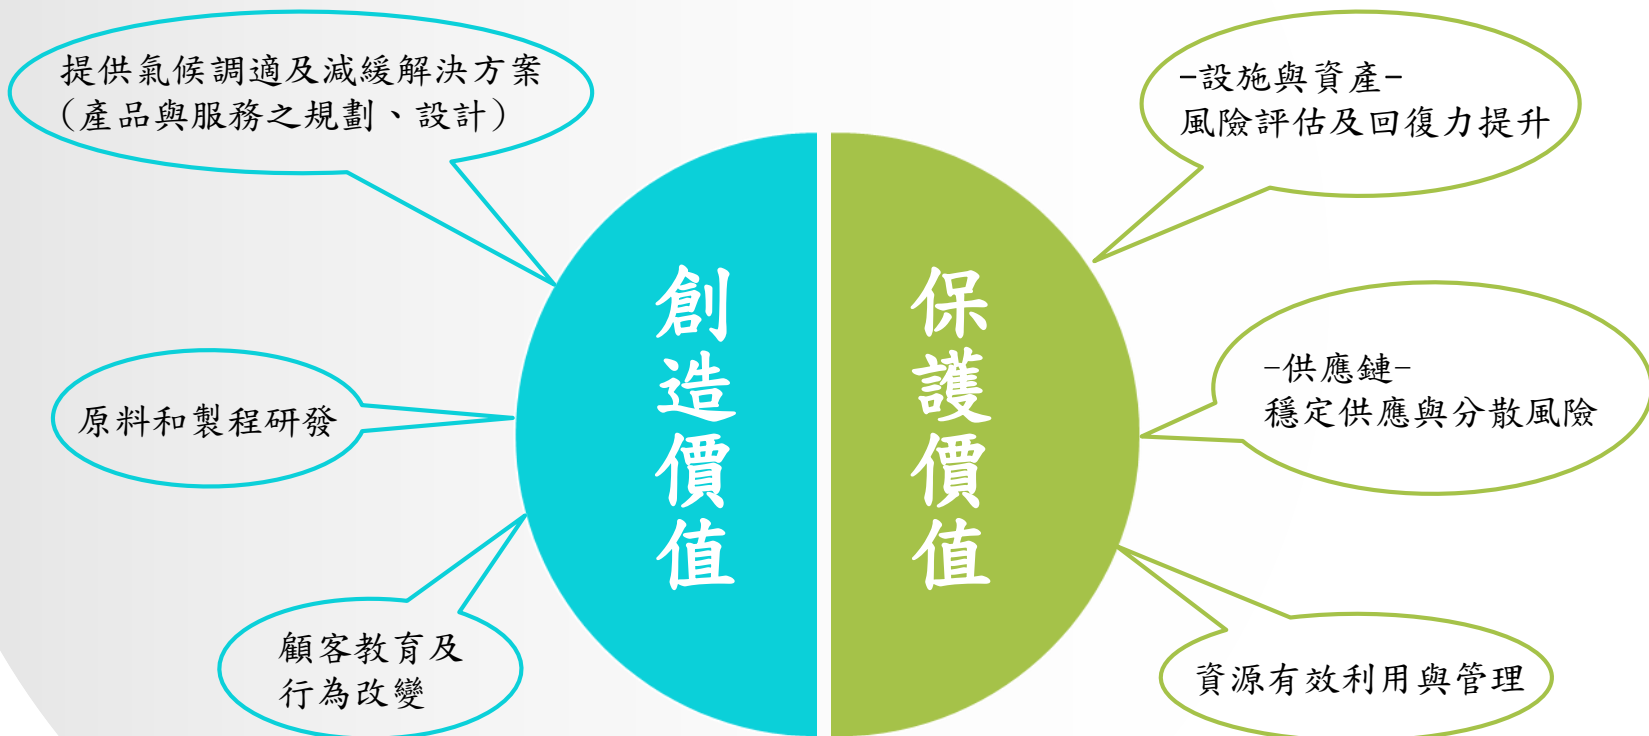 提供氣候調適及減緩解決方案
(產品與服務之規劃、設計)
原料和製程研發
顧客教育及
行為改變
創造價值
保護價值
-設施與資產-
風險評估及回復力提升
-供應鏈-
穩定供應與分散風險
資源有效利用與管理